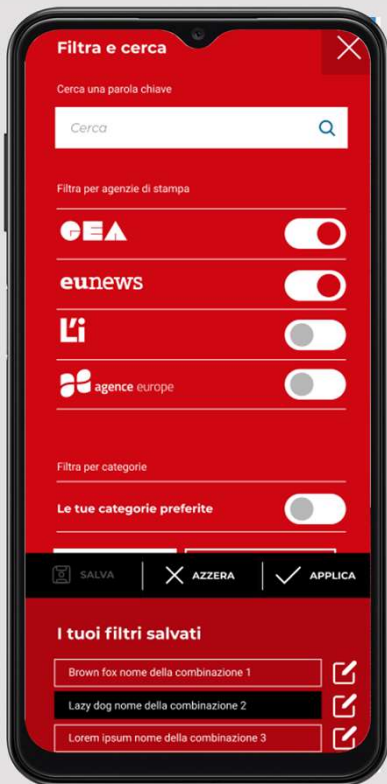 Filtra e cerca
Cerca una parola chiave
Cerca
Filtra per agenzie di stampa
GEA
eunews
L'i
agence europe
Filtra per categorie
Le tue categorie preferite
SALVA
AZZERA
APPLICA
I tuoi filtri salvati
Brown fox nome della combinazione 1
Lazy dog nome della combinazione 2
Lorem ipsum nome della combinazione 3